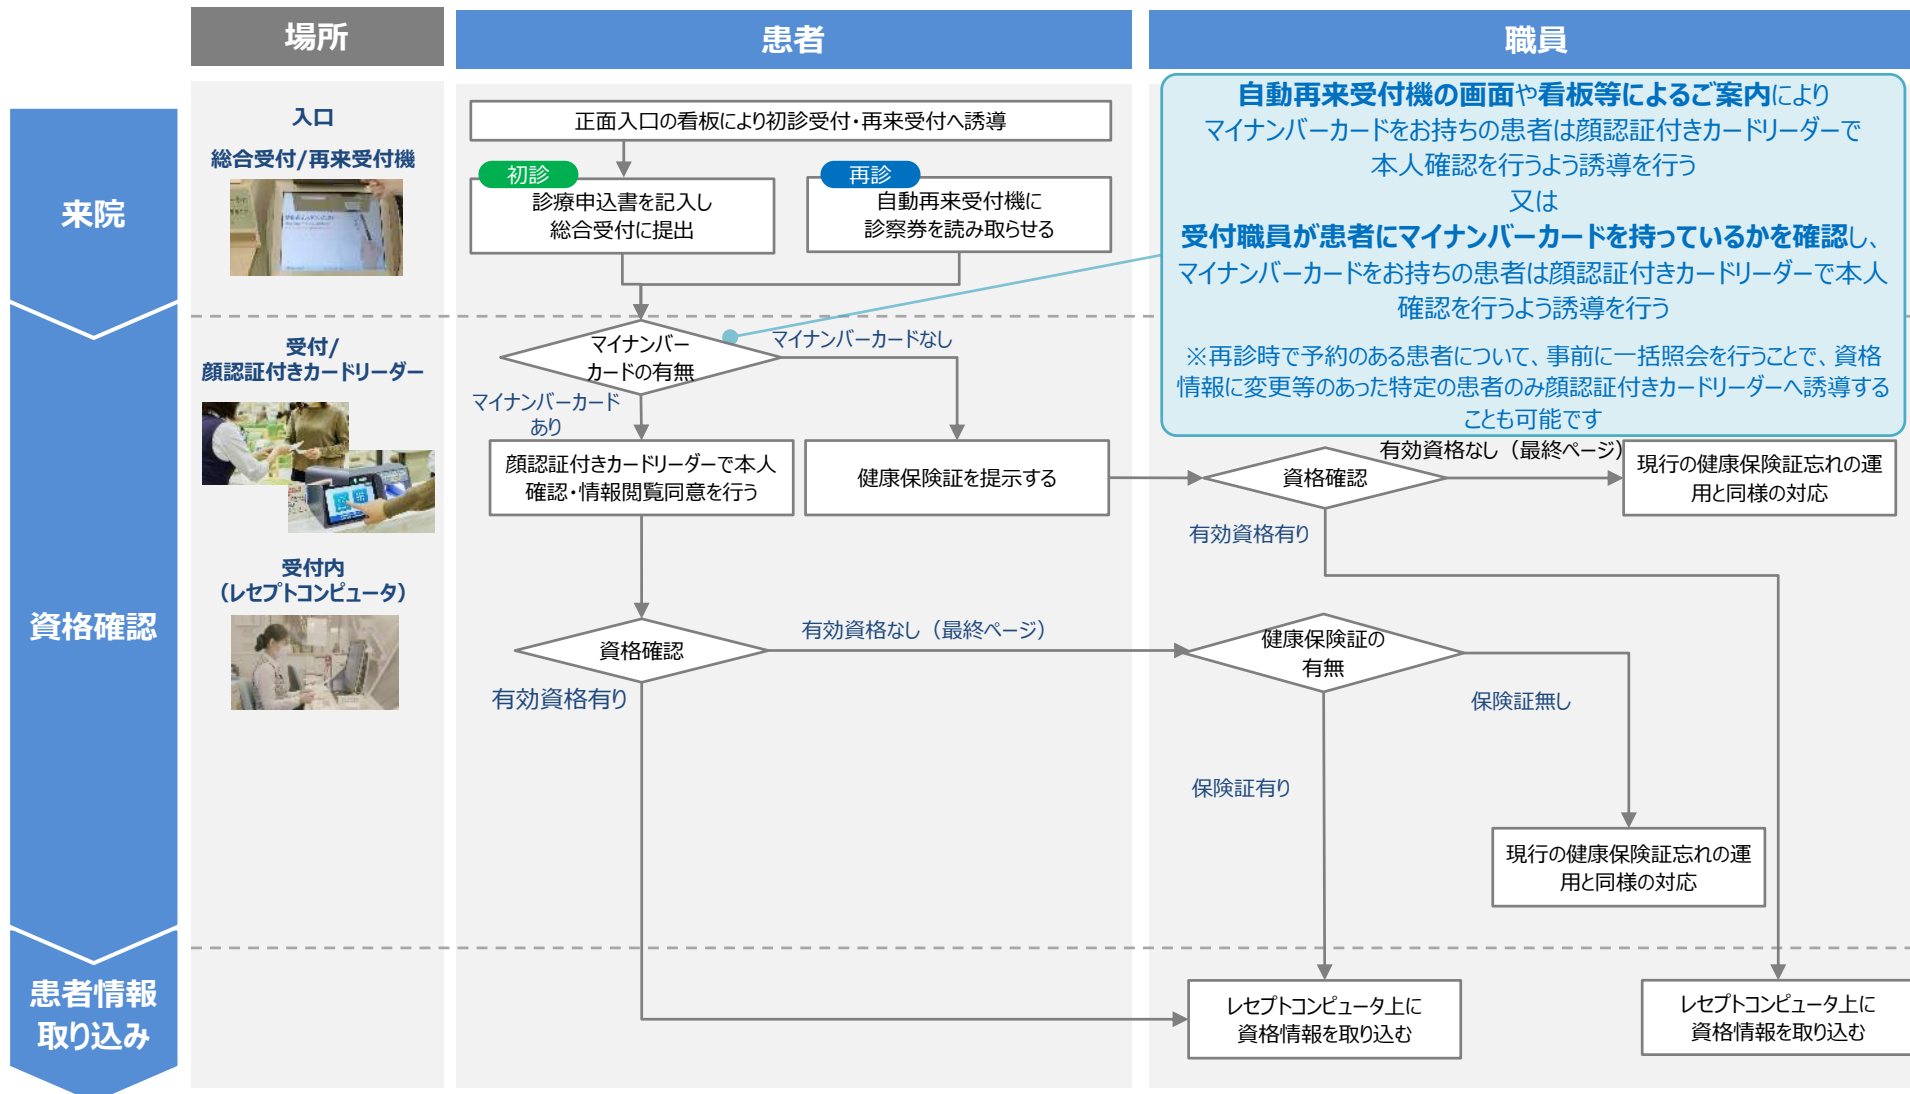 場所
患者
職員
来院
資格確認
患者情報
取り込み
入口
総合受付/再来受付機
受付/
顔認証付きカードリーダー
受付内
（レセプトコンピュータ）
正面入口の看板により初診受付・再来受付へ誘導
初診
診療申込書を記入し
総合受付に提出
再診
自動再来受付機に
診察券を読み取らせる
マイナンバー
カードの有無
マイナンバーカードなし
マイナンバーカード
あり
顔認証付きカードリーダーで本人
確認・情報閲覧同意を行う
健康保険証を提示する
資格確認
有効資格なし（最終ページ）
有効資格有り
自動再来受付機の画面や看板等によるご案内により
マイナンバーカードをお持ちの患者は顔認証付きカードリーダーで
本人確認を行うよう誘導を行う
又は
受付職員が患者にマイナンバーカードを持っているかを確認し、
マイナンバーカードをお持ちの患者は顔認証付きカードリーダーで本人
確認を行うよう誘導を行う
※再診時で予約のある患者について、事前に一括照会を行うことで、資格
情報に変更等のあった特定の患者のみ顔認証付きカードリーダーへ誘導する
ことも可能です
資格確認
有効資格なし（最終ページ）
現行の健康保険証忘れの運
用と同様の対応
有効資格有り
健康保険証の
有無
保険証無し
保険証有り
現行の健康保険証忘れの運
用と同様の対応
レセプトコンピュータ上に
資格情報を取り込む
レセプトコンピュータ上に
資格情報を取り込む